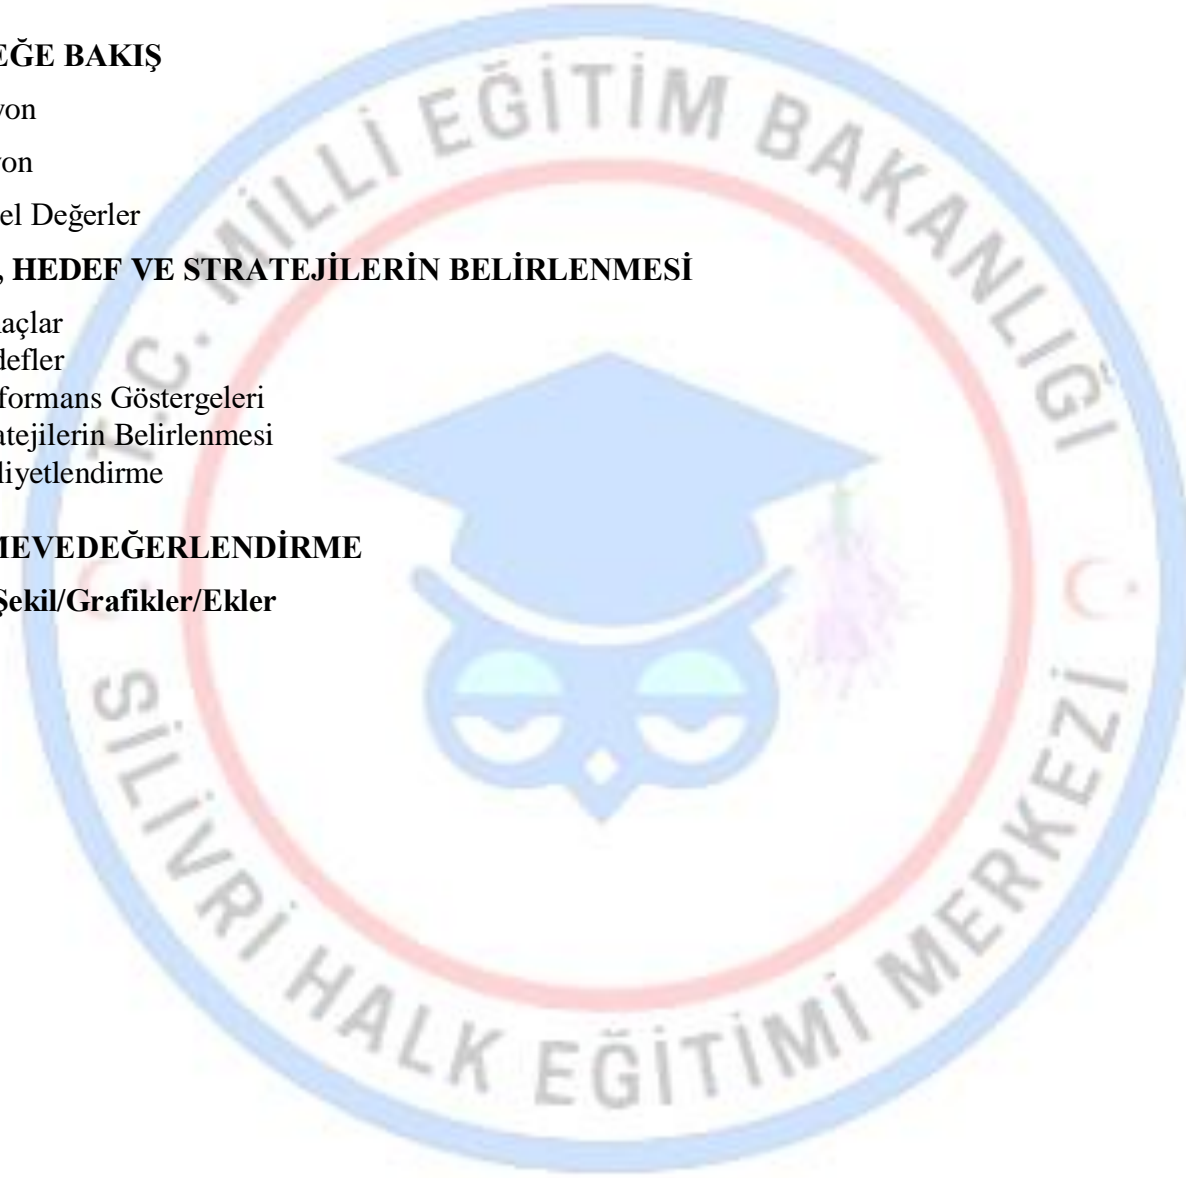 EĞE BAKIŞ
yon
yon
el Değerler
, HEDEF VE STRATEJİLERİN BELİRLENMESİ
açlar
defler
formans Göstergeleri
atejilerin Belirlenmesi
liyetlendirme
MEVEDEĞERLENDİRME
Şekil/Grafikler/Ekler
T.C. MİLLİ EĞİTİM BAKANLIĞI
SİLİVRİ HALK EĞİTİMİ MERKEZİ